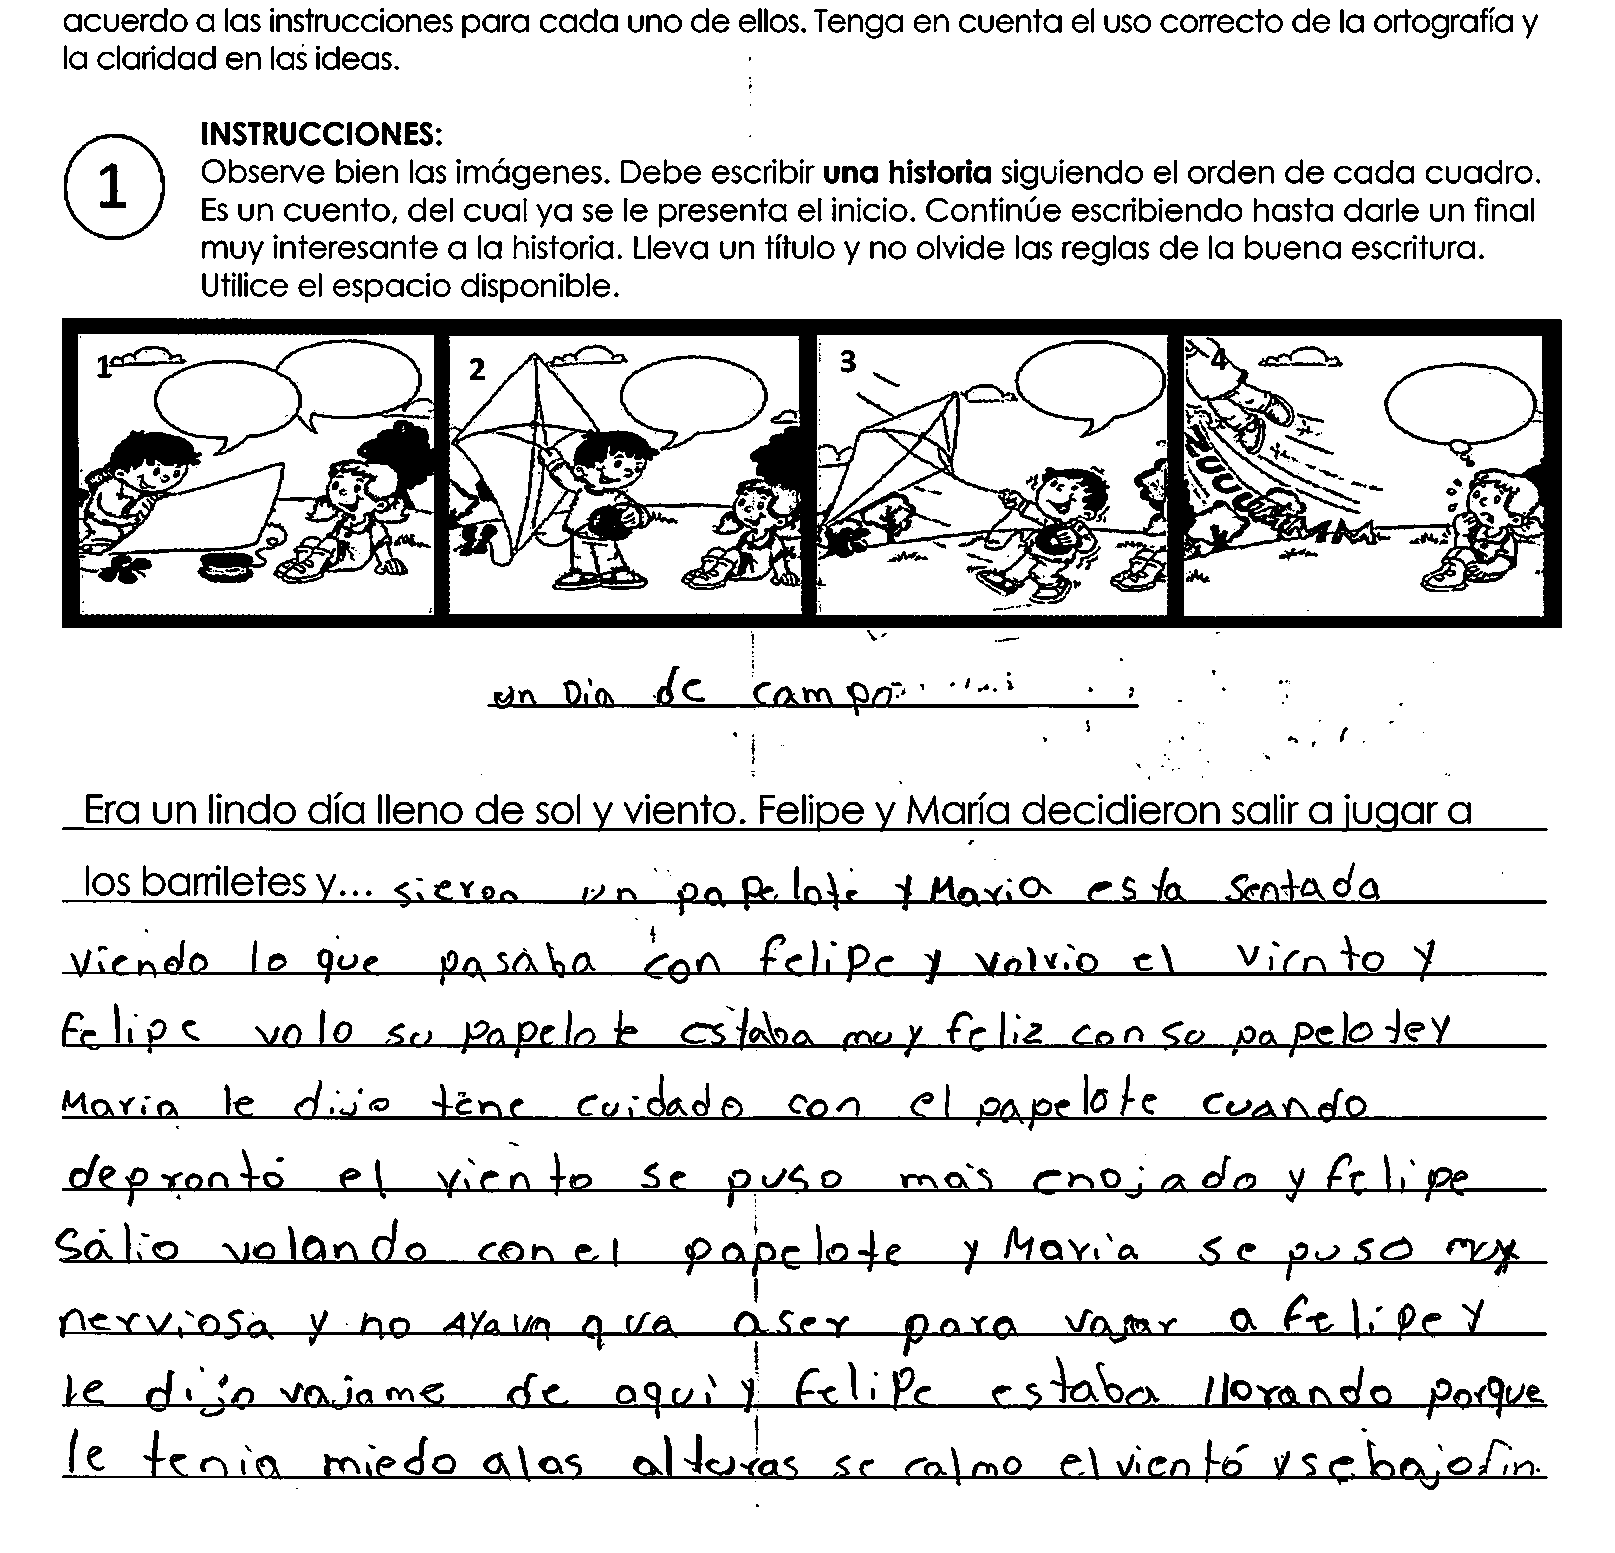 acuerdo a las instrucciones para cada uno de ellos. Tenga en cuenta el uso correcto de la ortografía y
la claridad en las ideas.
1
INSTRUCCIONES:
Observe bien las imágenes. Debe escribir una historia siguiendo el orden de cada cuadro.
Es un cuento, del cual ya se le presenta el inicio. Continúe escribiendo hasta darle un final
muy interesante a la historia. Lleva un título y no olvide las reglas de la buena escritura.
Utilice el espacio disponible.
1 2 3 4
un Dia de campo
Era un lindo día lleno de sol y viento. Felipe y María decidieron salir a jugar a
los barriletes y... sieron un papelote y Maria esta sentada
viendo lo que pasaba con felipe y volvio el viento y
Felipe volo su papelote estaba muy feliz con su papelote y
Maria le dijo tene cuidado con el papelote cuando
depronto el viento se puso mas enojado y felipe
Salio volando con el papelote y Maria se puso muy
nerviosa y no aser para a Felipe y
le dijo vajame de aqui y felipe estaba llorando porque
le tenia miedo alas alturas se calmo el viento y se bajo fin.